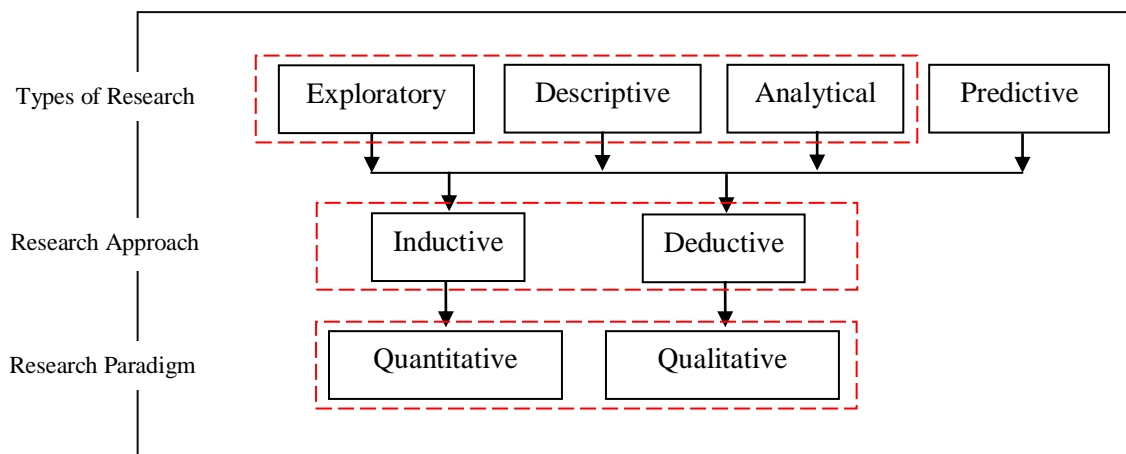 Types of Research
Exploratory
Descriptive
Analytical
Predictive
Research Approach
Inductive
Deductive
Research Paradigm
Quantitative
Qualitative